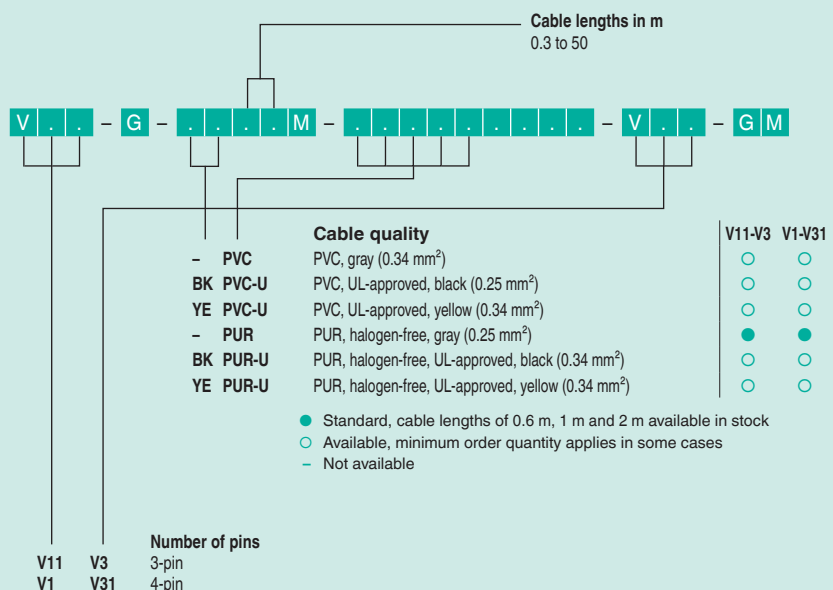 Cable lengths in m
0.3 to 50
V . . – G – . . . . M – . . . . . . . . . – V . . – G M
Cable quality V11-V3 V1-V31
– PVC PVC, gray (0.34 mm²) ○ ○
BK PVC-U PVC, UL-approved, black (0.25 mm²) ○ ○
YE PVC-U PVC, UL-approved, yellow (0.34 mm²) ○ ○
– PUR PUR, halogen-free, gray (0.25 mm²) ● ●
BK PUR-U PUR, halogen-free, UL-approved, black (0.34 mm²) ○ ○
YE PUR-U PUR, halogen-free, UL-approved, yellow (0.34 mm²) ○ ○
● Standard, cable lengths of 0.6 m, 1 m and 2 m available in stock
○ Available, minimum order quantity applies in some cases
– Not available
Number of pins
V11 V3 3-pin
V1 V31 4-pin